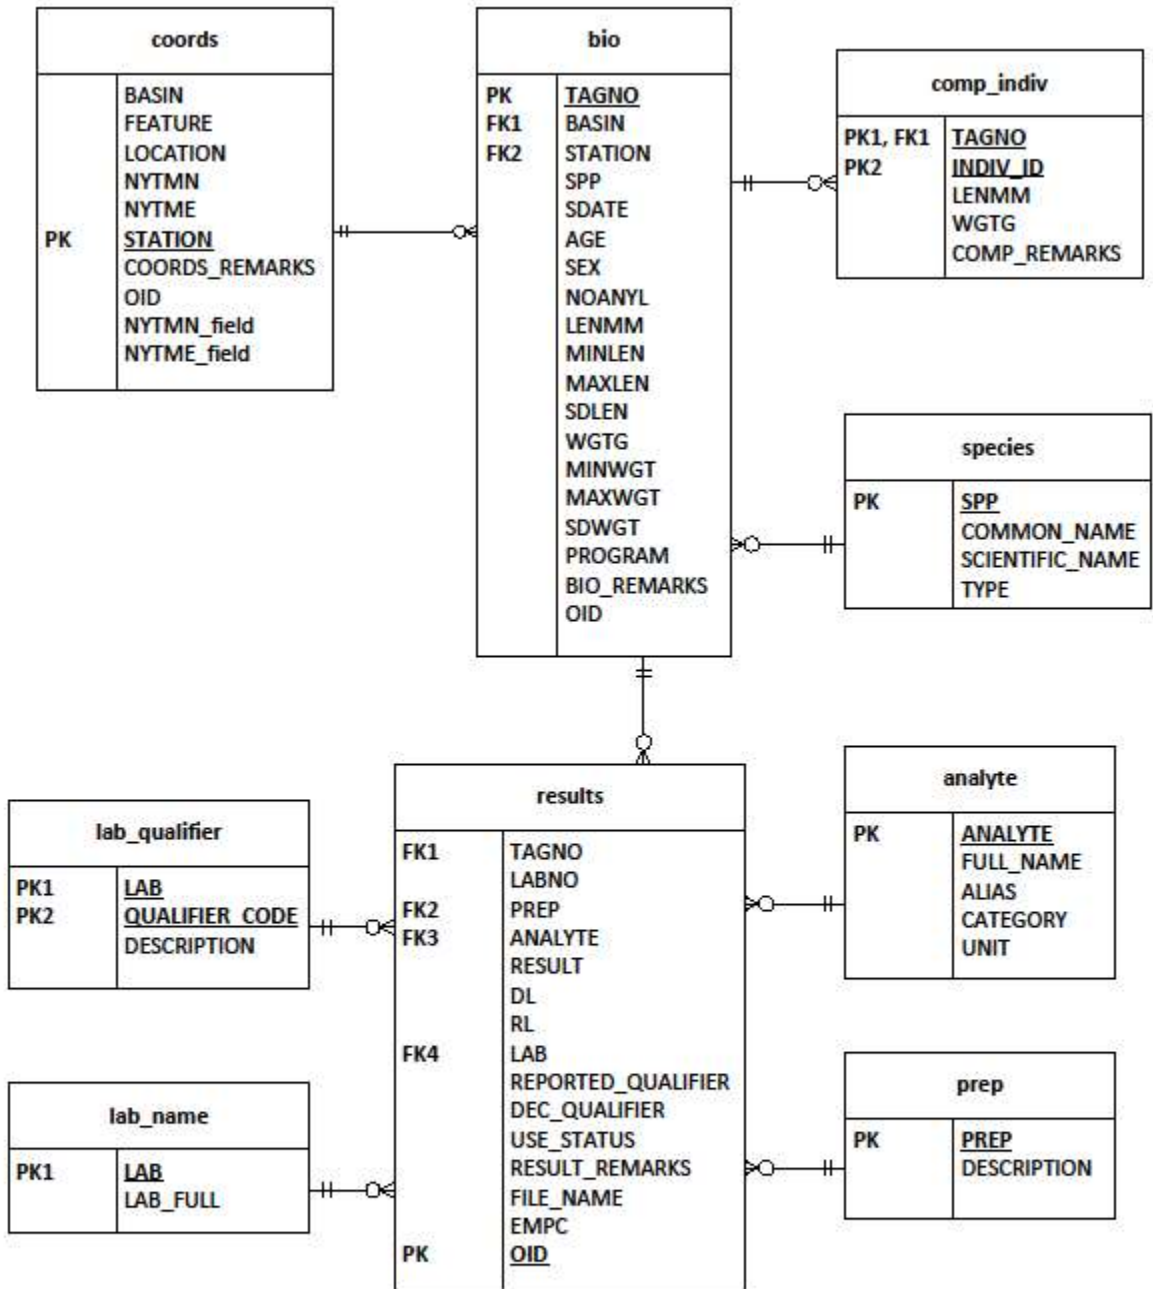 coords
BASIN
FEATURE
LOCATION
NYTMN
NYTME
PK STATION
COORDS_REMARKS
OID
NYTMN_field
NYTME_field
bio
PK TAGNO
FK1 BASIN
FK2 STATION
SPP
SDATE
AGE
SEX
NOANYL
LENMM
MINLEN
MAXLEN
SDLEN
WGTG
MINWGT
MAXWGT
SDWGT
PROGRAM
BIO_REMARKS
OID
comp_indiv
PK1, FK1 TAGNO
PK2 INDIV_ID
LENMM
WGTG
COMP_REMARKS
species
PK SPP
COMMON_NAME
SCIENTIFIC_NAME
TYPE
lab_qualifier
PK1 LAB
PK2 QUALIFIER_CODE
DESCRIPTION
lab_name
PK1 LAB
LAB_FULL
results
FK1 TAGNO
LABNO
FK2 PREP
FK3 ANALYTE
RESULT
DL
RL
FK4 LAB
REPORTED_QUALIFIER
DEC_QUALIFIER
USE_STATUS
RESULT_REMARKS
FILE_NAME
EMPC
PK OID
analyte
PK ANALYTE
FULL_NAME
ALIAS
CATEGORY
UNIT
prep
PK PREP
DESCRIPTION